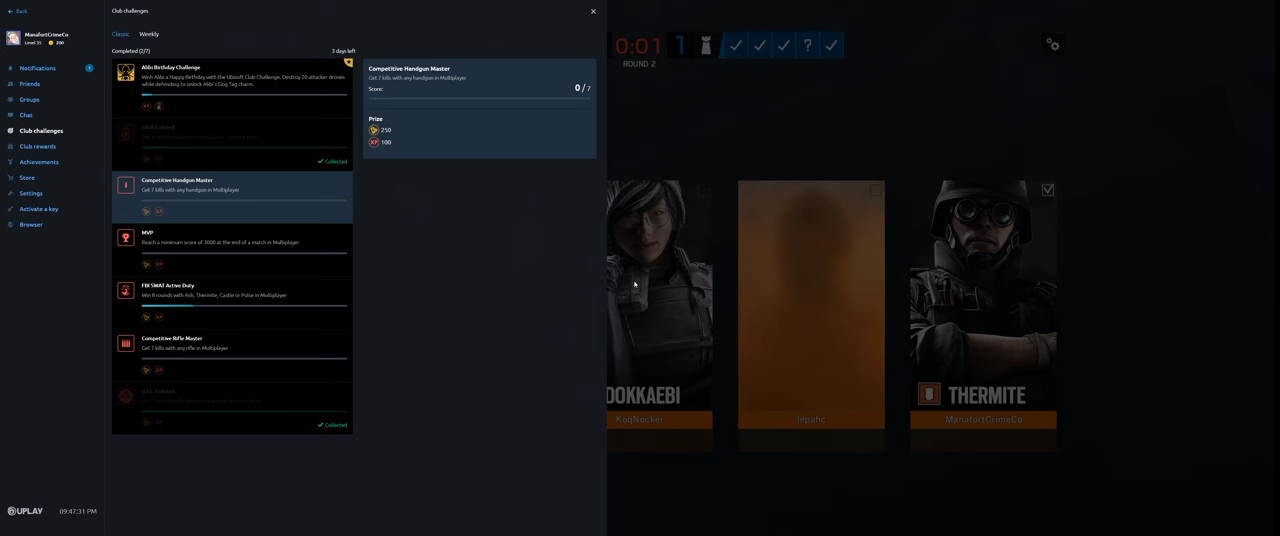 Back
Club challenges
ManafortCrimeCo
Level 35 200
Classic Weekly
Completed (2/7) 3 days left
Notifications 1
Friends
Groups
Chat
Club challenges
Club rewards
Achievements
Store
Settings
Activate a key
Browser
Alibi Birthday Challenge
Wish Alibi a Happy Birthday with the Ubisoft Club Challenge. Destroy 20 attacker drones
while defending to unlock Alibi's Dog Tag charm.
XP
Collected
Competitive Handgun Master
Get 7 kills with any handgun in Multiplayer
XP
MVP
Reach a minimum score of 3000 at the end of a match in Multiplayer
XP
FBI SWAT Active Duty
Win 8 rounds with Ash, Thermite, Castle or Pulse in Multiplayer
XP
Competitive Rifle Master
Get 7 kills with any rifle in Multiplayer
XP
Collected
Competitive Handgun Master
Get 7 kills with any handgun in Multiplayer
Score: 0 / 7
Prize
250
XP 100
0:01 1 ?
ROUND 2
DOKKAEBI
KoqNocker
lepahc
THERMITE
ManafortCrimeCo
UPLAY 09:47:31 PM